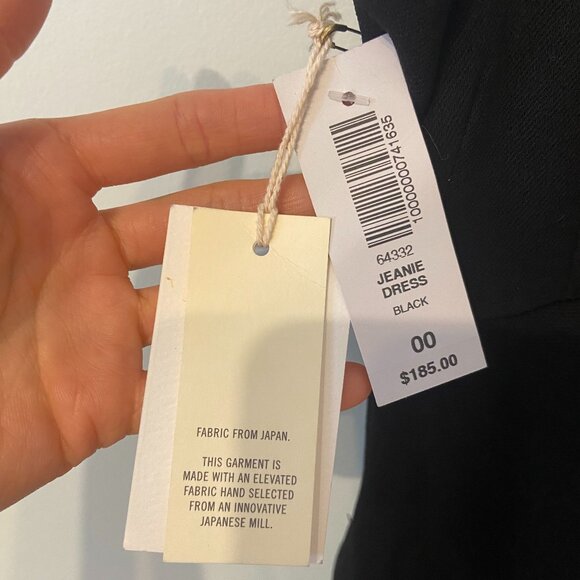 1000000741635
64332
JEANIE
DRESS
BLACK
00
$185.00
FABRIC FROM JAPAN.
THIS GARMENT IS
MADE WITH AN ELEVATED
FABRIC HAND SELECTED
FROM AN INNOVATIVE
JAPANESE MILL.